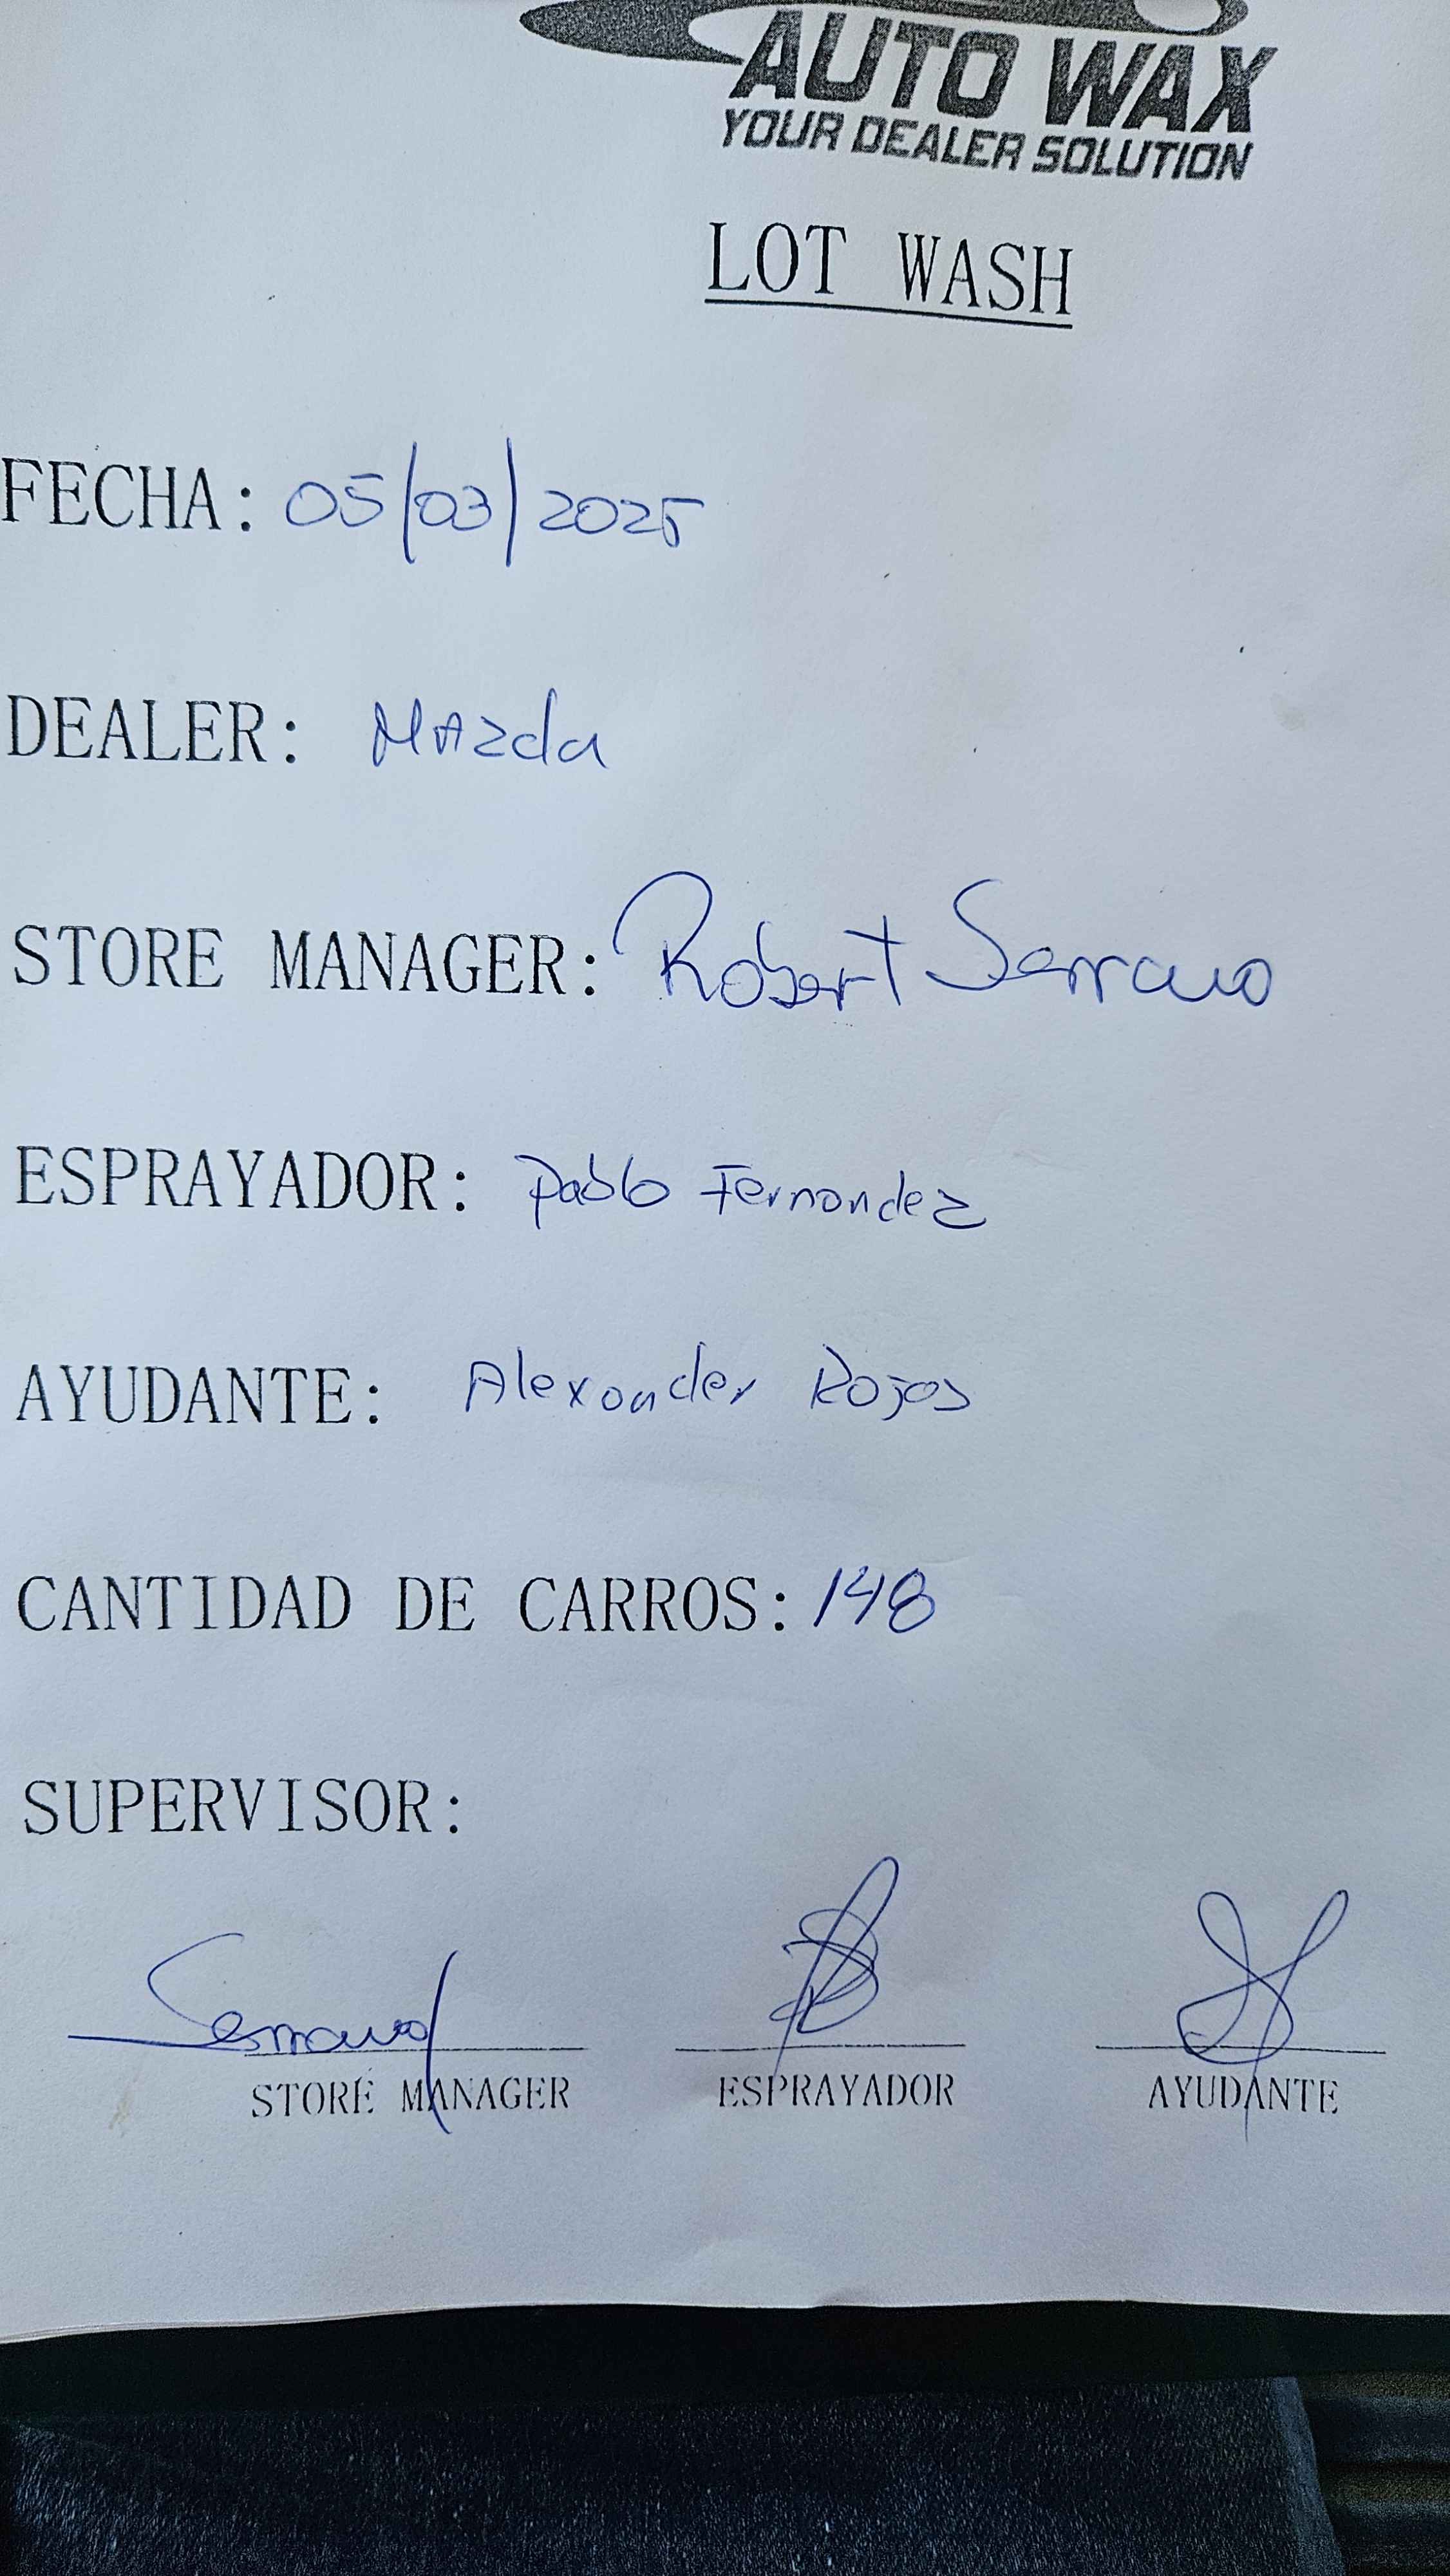 AUTO WAX
YOUR DEALER SOLUTION
LOT WASH
FECHA: 05/03/2025
DEALER: Mazda
STORE MANAGER: Robert Serrano
ESPRAYADOR: Pablo Fernandez
AYUDANTE: Alexander Rojas
CANTIDAD DE CARROS: 148
SUPERVISOR:
Serrano
STORE MANAGER ESPRAYADOR AYUDANTE